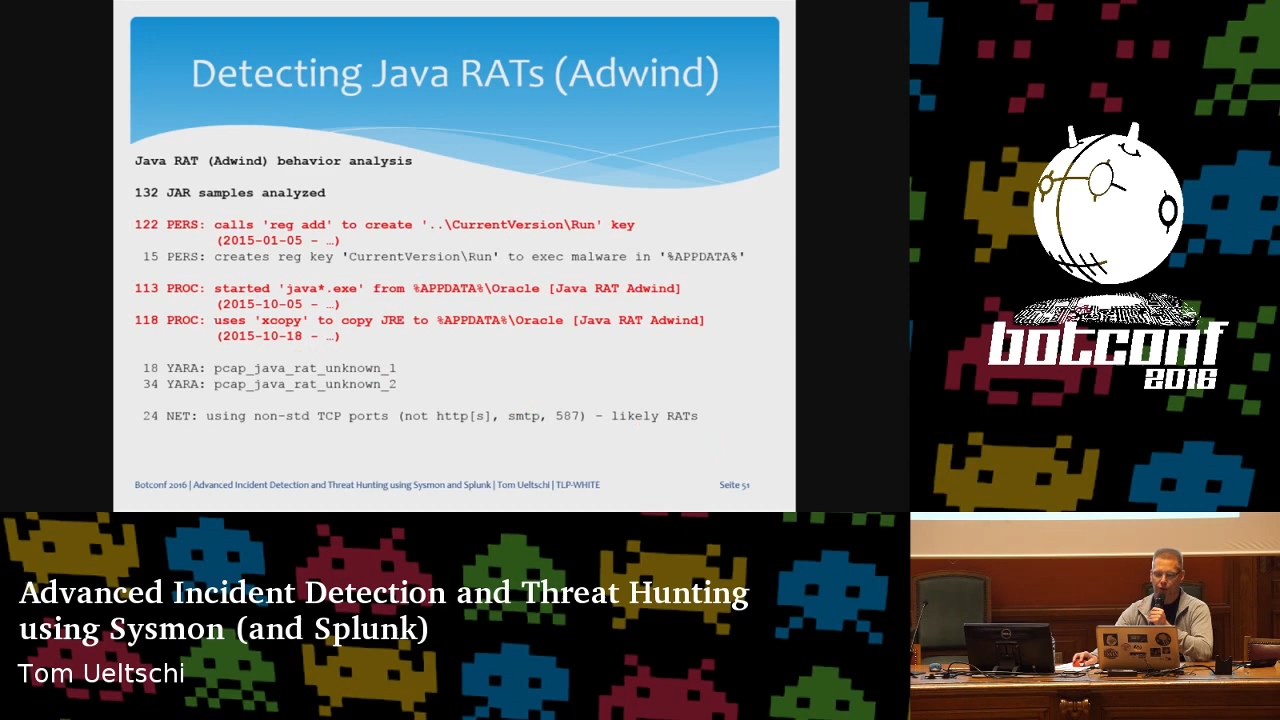 Detecting Java RATs (Adwind)
Java RAT (Adwind) behavior analysis
132 JAR samples analyzed
122 PERS: calls 'reg add' to create '..\CurrentVersion\Run' key
(2015-01-05 - …)
15 PERS: creates reg key 'CurrentVersion\Run' to exec malware in '%APPDATA%'
113 PROC: started 'java*.exe' from %APPDATA%\Oracle [Java RAT Adwind]
(2015-10-05 - …)
118 PROC: uses 'xcopy' to copy JRE to %APPDATA%\Oracle [Java RAT Adwind]
(2015-10-18 - …)
18 YARA: pcap_java_rat_unknown_1
34 YARA: pcap_java_rat_unknown_2
24 NET: using non-std TCP ports (not http[s], smtp, 587) - likely RATs
Botconf 2016 | Advanced Incident Detection and Threat Hunting using Sysmon and Splunk | Tom Ueltschi | TLP-WHITE
Seite 51
botconf
2016
Advanced Incident Detection and Threat Hunting
using Sysmon (and Splunk)
Tom Ueltschi